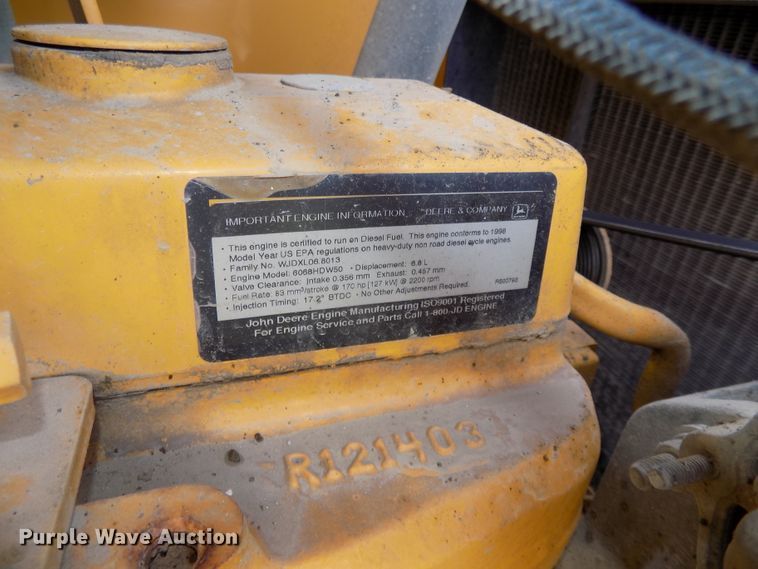 IMPORTANT ENGINE INFORMATION DEERE & COMPANY
• This engine is certified to run on Diesel Fuel. This engine conforms to 1998
Model Year US EPA regulations on heavy-duty non road diesel cycle engines.
• Family No. WJDXL06.8013
• Engine Model: 6068HDW50 • Displacement: 6.8 L
• Valve Clearance: Intake 0.356 mm Exhaust: 0.457 mm
• Fuel Rate: 83 mm³/stroke @ 170 hp [127 kW] @ 2200 rpm
• Injection Timing: 17.2° BTDC • No Other Adjustments Required.
John Deere Engine Manufacturing ISO9001 Registered
For Engine Service and Parts Call 1-800-JD ENGINE
R121403
Purple Wave Auction
Purple Wave Auction